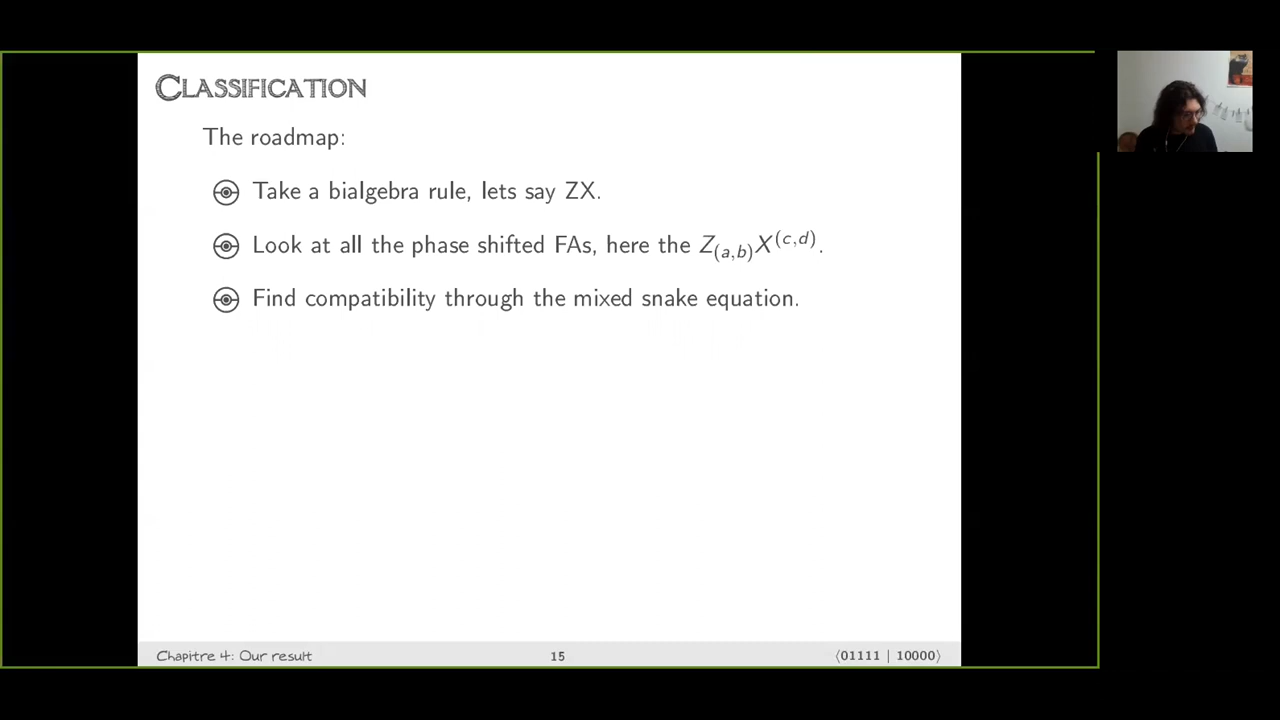 CLASSIFICATION
The roadmap:
Take a bialgebra rule, lets say ZX.
Look at all the phase shifted FAs, here the Z_{(a,b)}X^{(c,d)}.
Find compatibility through the mixed snake equation.
Chapitre 4: Our result 15 ⟨01111 | 10000⟩